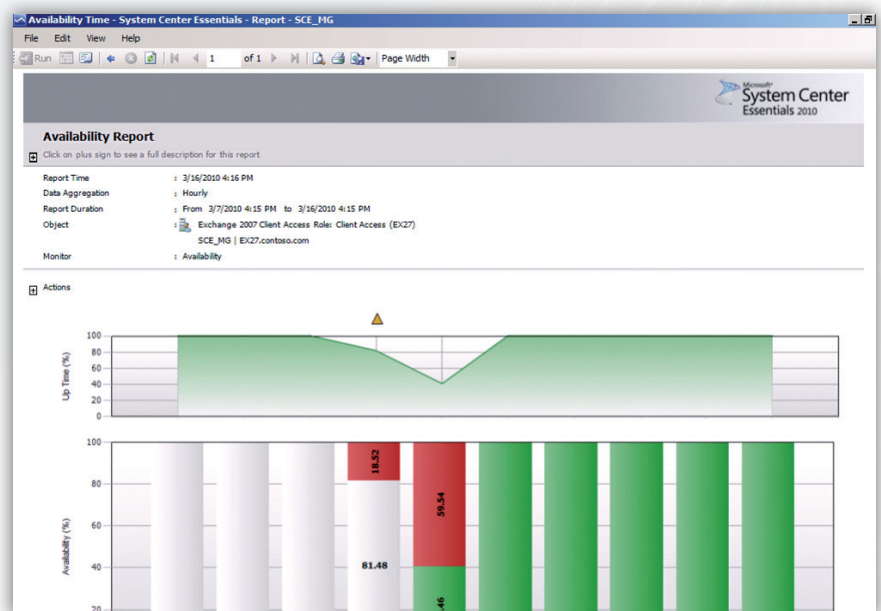 Availability Time - System Center Essentials - Report - SCE_MG
File Edit View Help
Run 1 of 1 Page Width
Microsoft
System Center
Essentials 2010
Availability Report
Click on plus sign to see a full description for this report
Report Time : 3/16/2010 4:16 PM
Data Aggregation : Hourly
Report Duration : From 3/7/2010 4:15 PM to 3/16/2010 4:15 PM
Object : Exchange 2007 Client Access Role: Client Access (EX27)
SCE_MG | EX27.contoso.com
Monitor : Availability
Actions
Up Time (%)
100
80
60
40
20
0
Availability (%)
100
80
60
40
20
18.52
81.48
59.54
.46